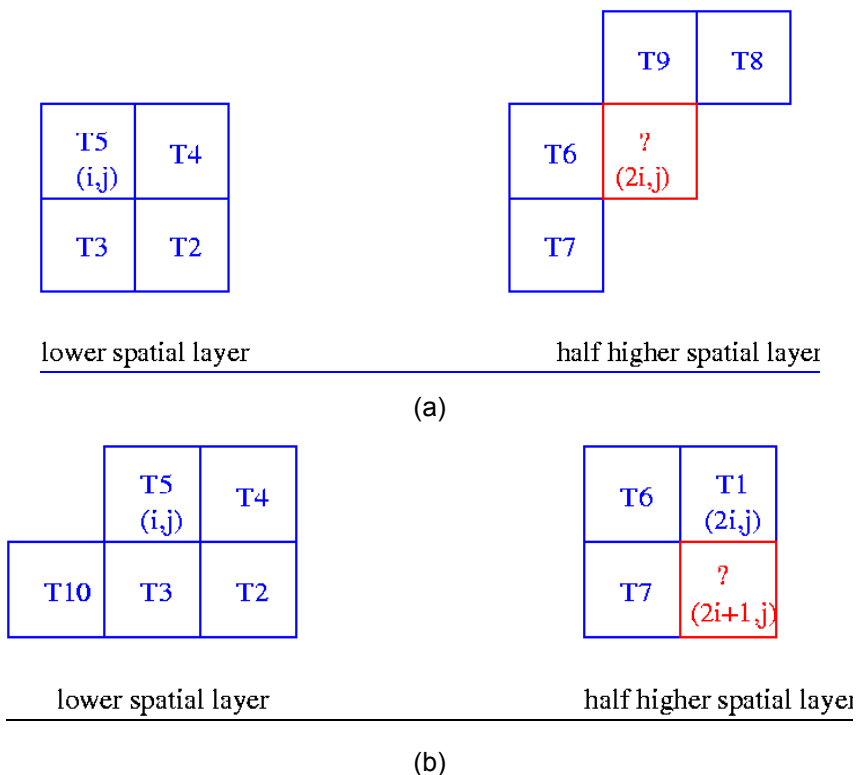 T9 T8
T5 T4 T6 ?
(i,j) (2i,j)
T3 T2 T7
lower spatial layer half higher spatial layer
(a)
T5 T4 T6 T1
(i,j) (2i,j)
T10 T3 T2 T7 ?
(2i+1,j)
lower spatial layer half higher spatial layer
(b)